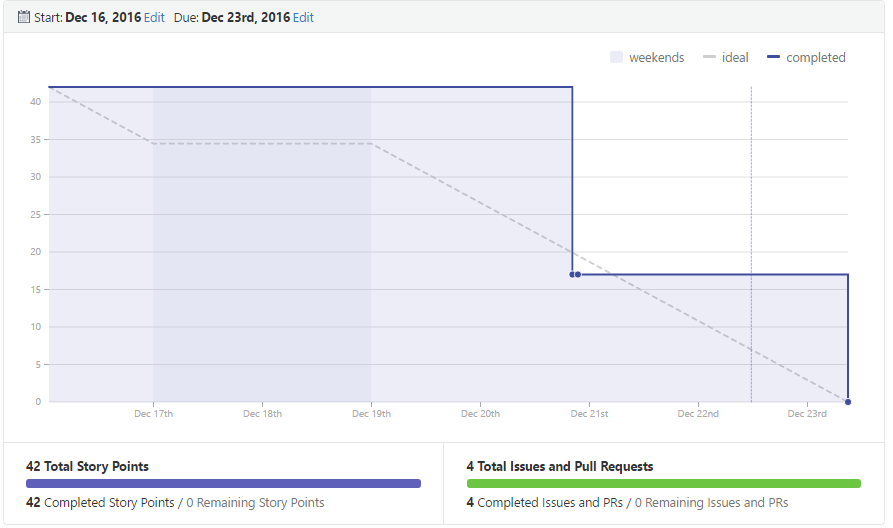 Start: Dec 16, 2016 Edit Due: Dec 23rd, 2016 Edit
weekends ideal completed
40
35
30
25
20
15
10
5
0
Dec 17th Dec 18th Dec 19th Dec 20th Dec 21st Dec 22nd Dec 23rd
42 Total Story Points
42 Completed Story Points / 0 Remaining Story Points
4 Total Issues and Pull Requests
4 Completed Issues and PRs / 0 Remaining Issues and PRs